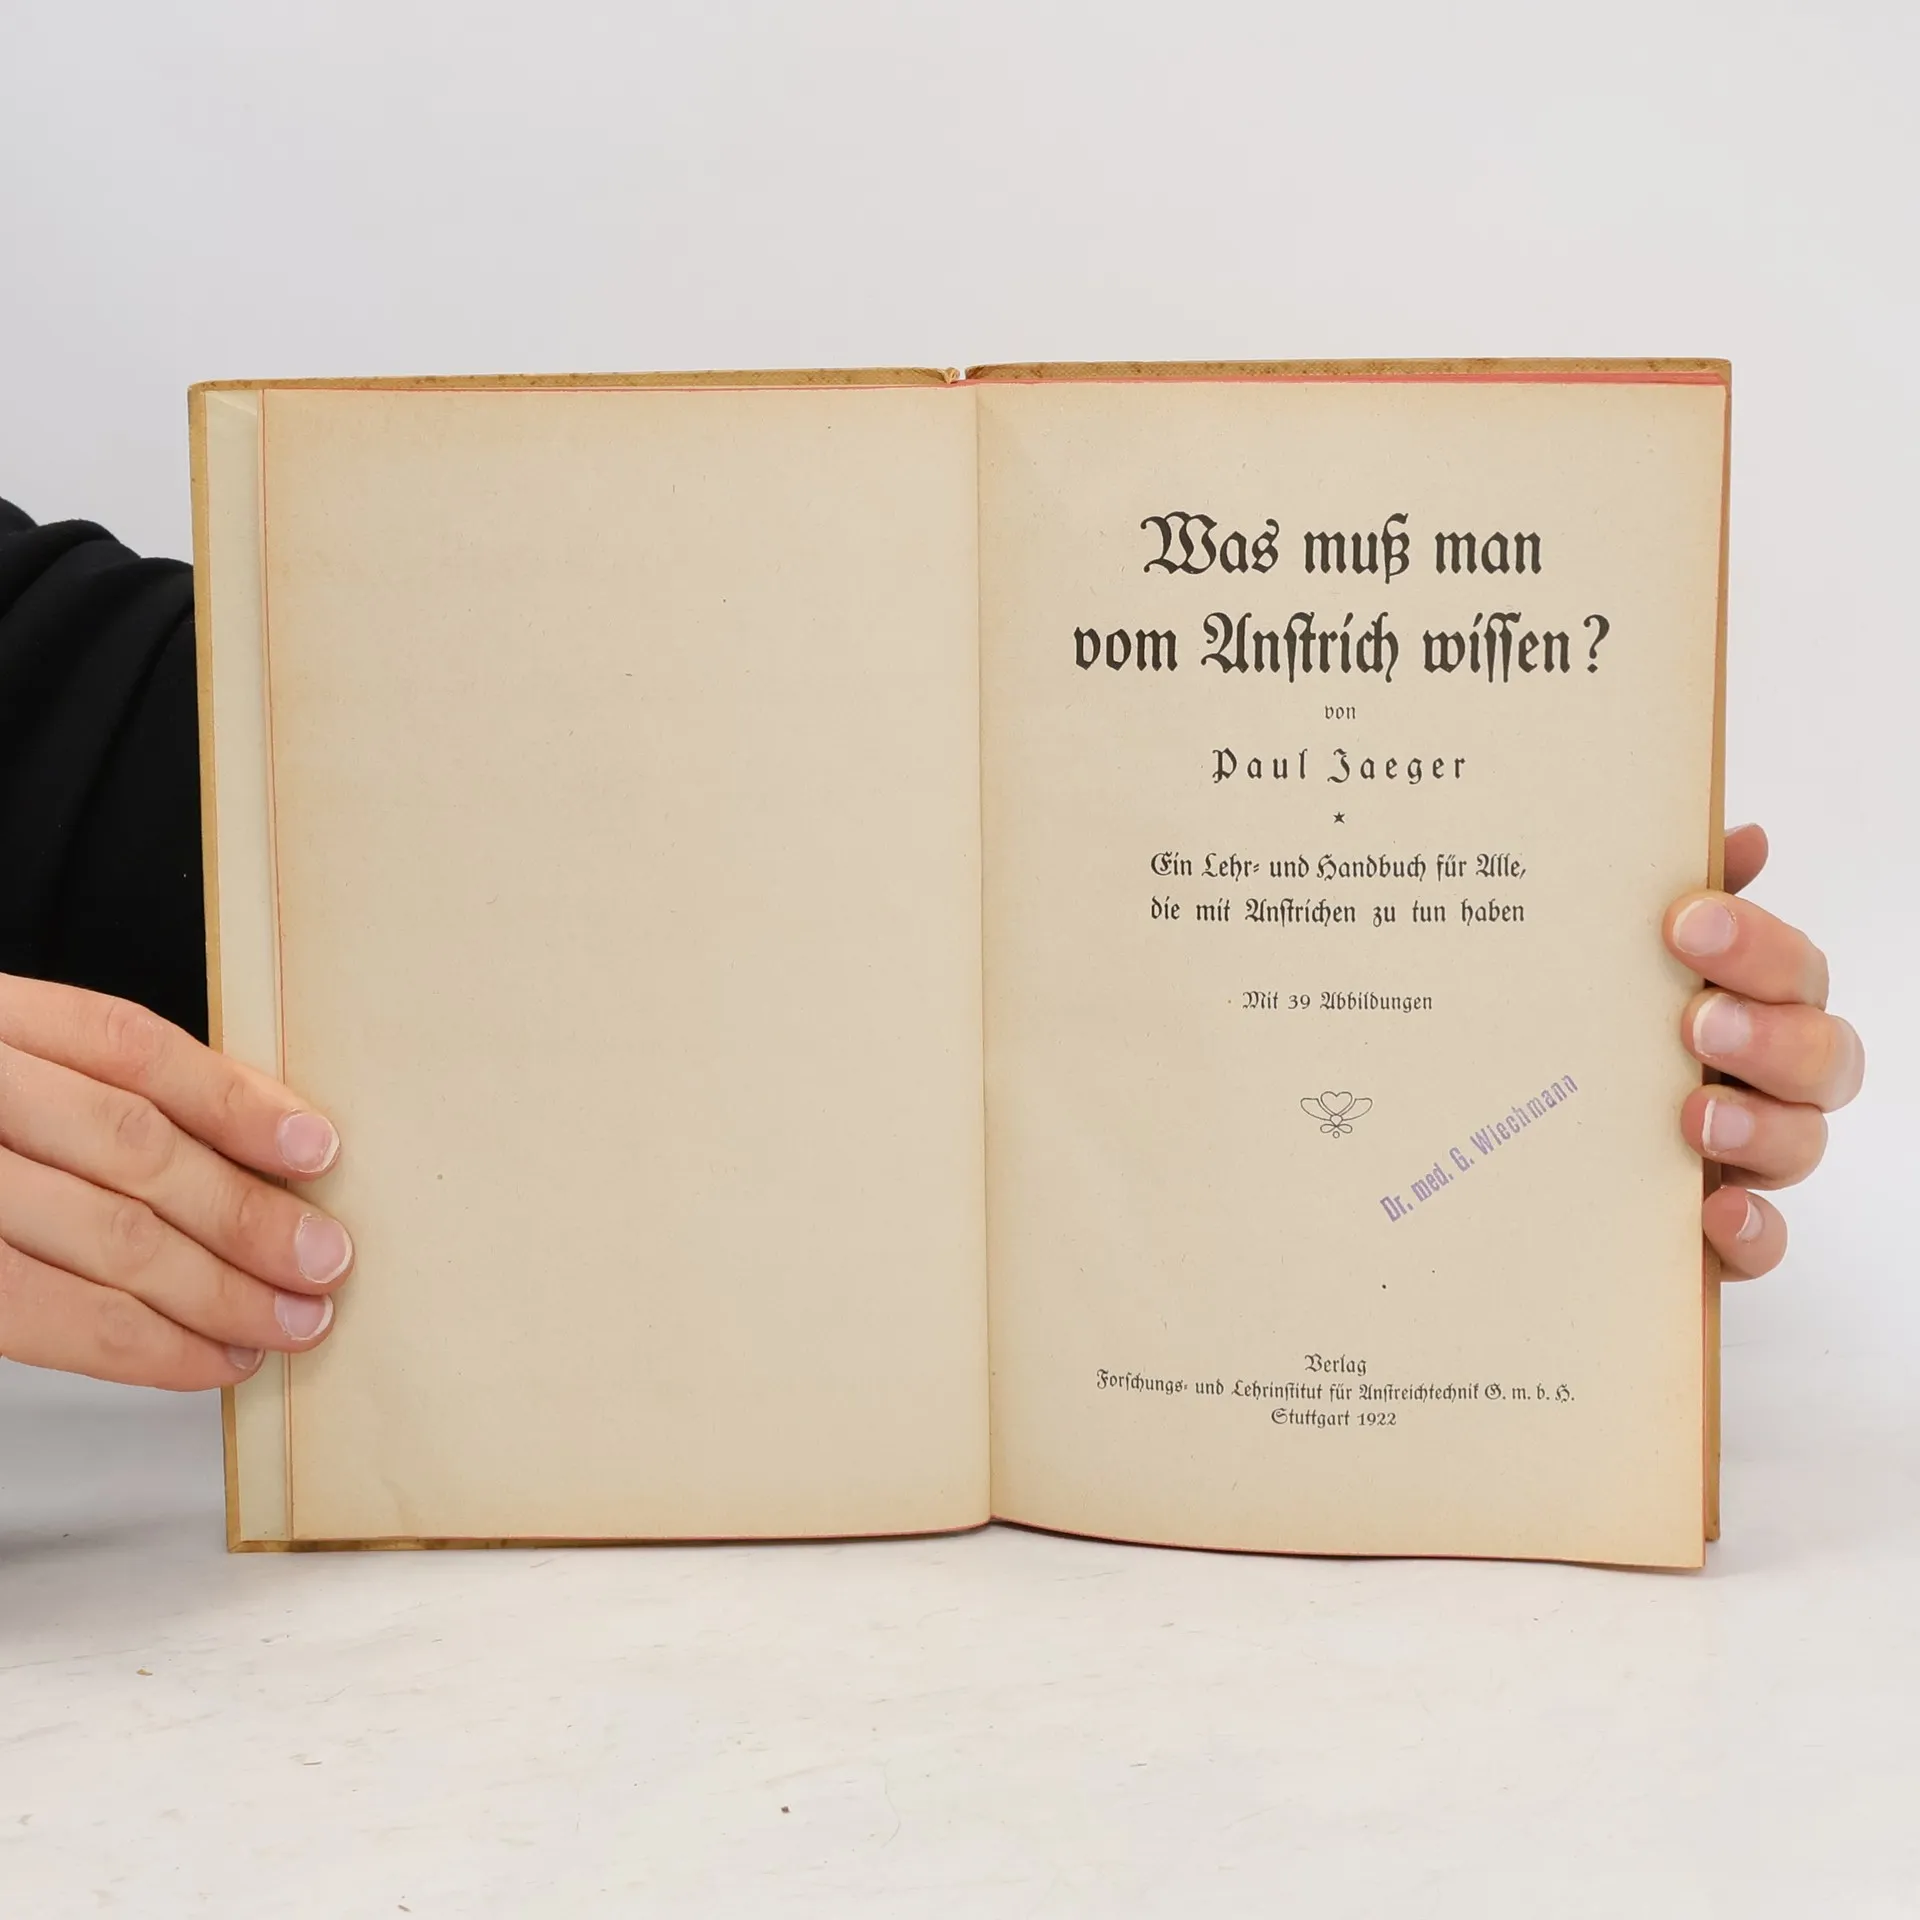 Was muß man
vom Anstrich wissen?
von
Paul Jaeger
★
Ein Lehr- und Handbuch für Alle,
die mit Anstrichen zu tun haben
Mit 39 Abbildungen
Dr. med. G. Wiechmann
Verlag
Forschungs- und Lehrinstitut für Anstreichtechnik G. m. b. H.
Stuttgart 1922